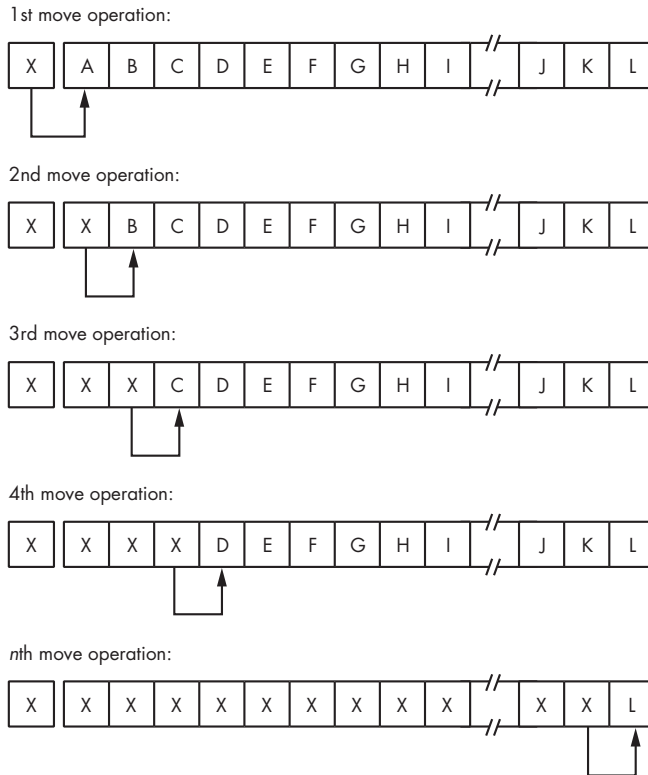 1st move operation:
X A B C D E F G H I J K L
2nd move operation:
X X B C D E F G H I J K L
3rd move operation:
X X X C D E F G H I J K L
4th move operation:
X X X X D E F G H I J K L
nth move operation:
X X X X X X X X X X X X L